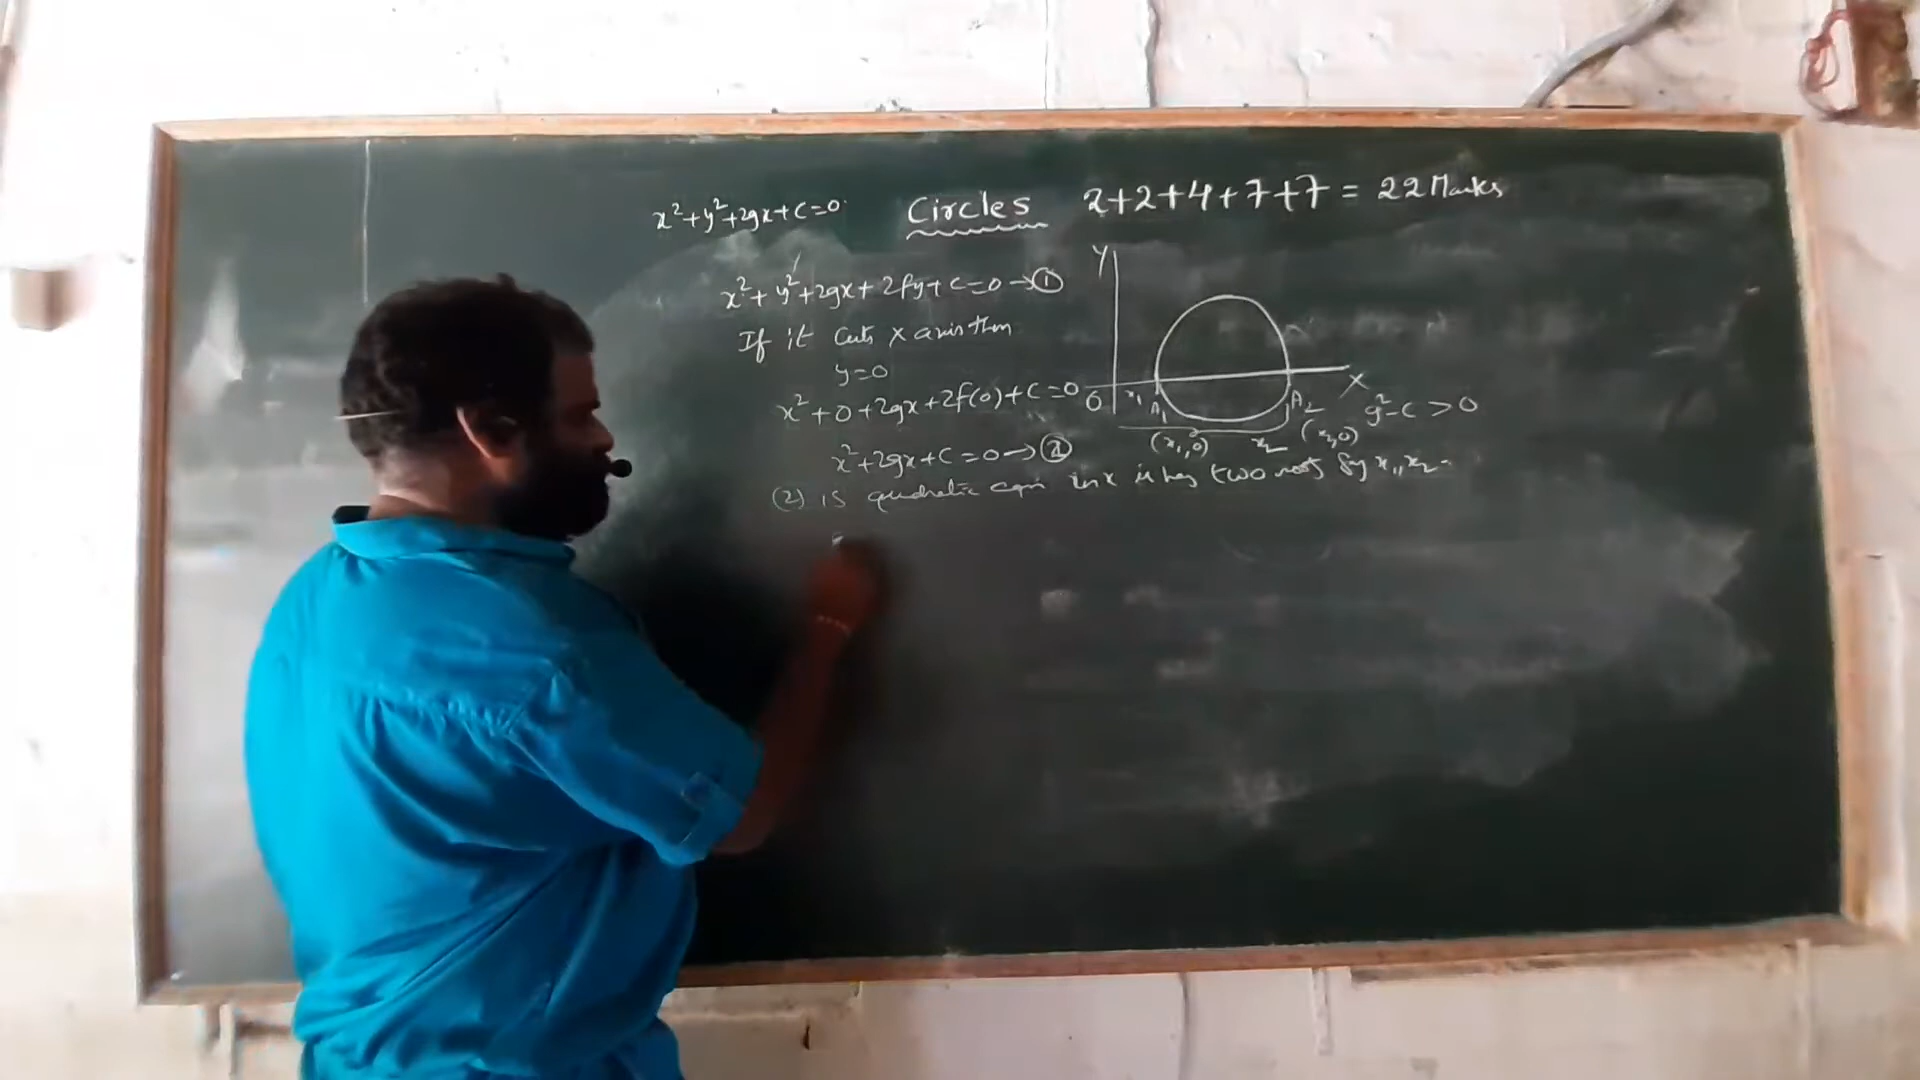 x²+y²+2gx+c=0.
Circles 2+2+4+7+7 = 22 Marks
x²+y²+2gx+2fy+c=0→①
If it cuts x axis then
y=0
x²+0+2gx+2f(0)+c=0
x²+2gx+c=0→②
(2) is quadratic eqn in x it has two roots say x₁, x₂
Y
O x₁ A₁ A₂ X
(x₁,0) x₂ (x₂,0)
g²-c>0